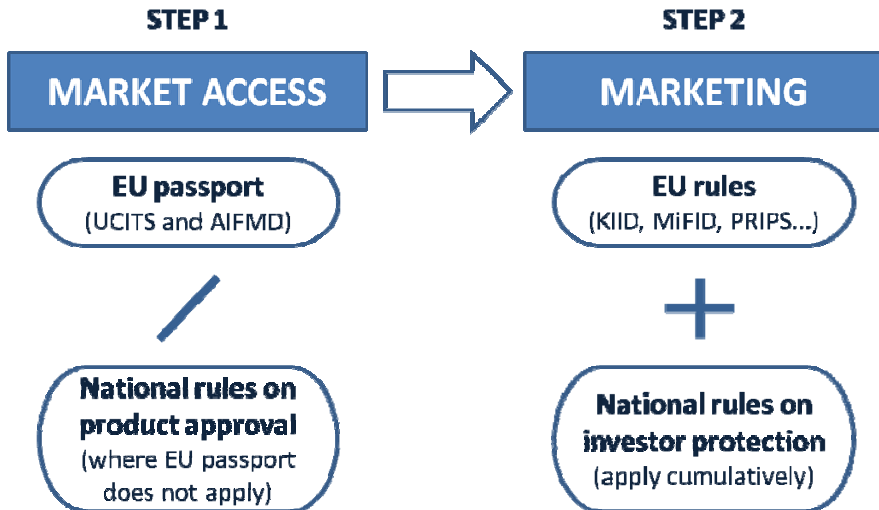 STEP 1
MARKET ACCESS
EU passport
(UCITS and AIFMD)
National rules on
product approval
(where EU passport
does not apply)
STEP 2
MARKETING
EU rules
(KIID, MiFID, PRIPS...)
National rules on
investor protection
(apply cumulatively)